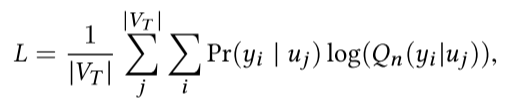 L = \frac{1}{|V_T|} \sum_{j}^{|V_T|} \sum_{i} \Pr(y_i \mid u_j) \log(Q_n(y_i|u_j)),